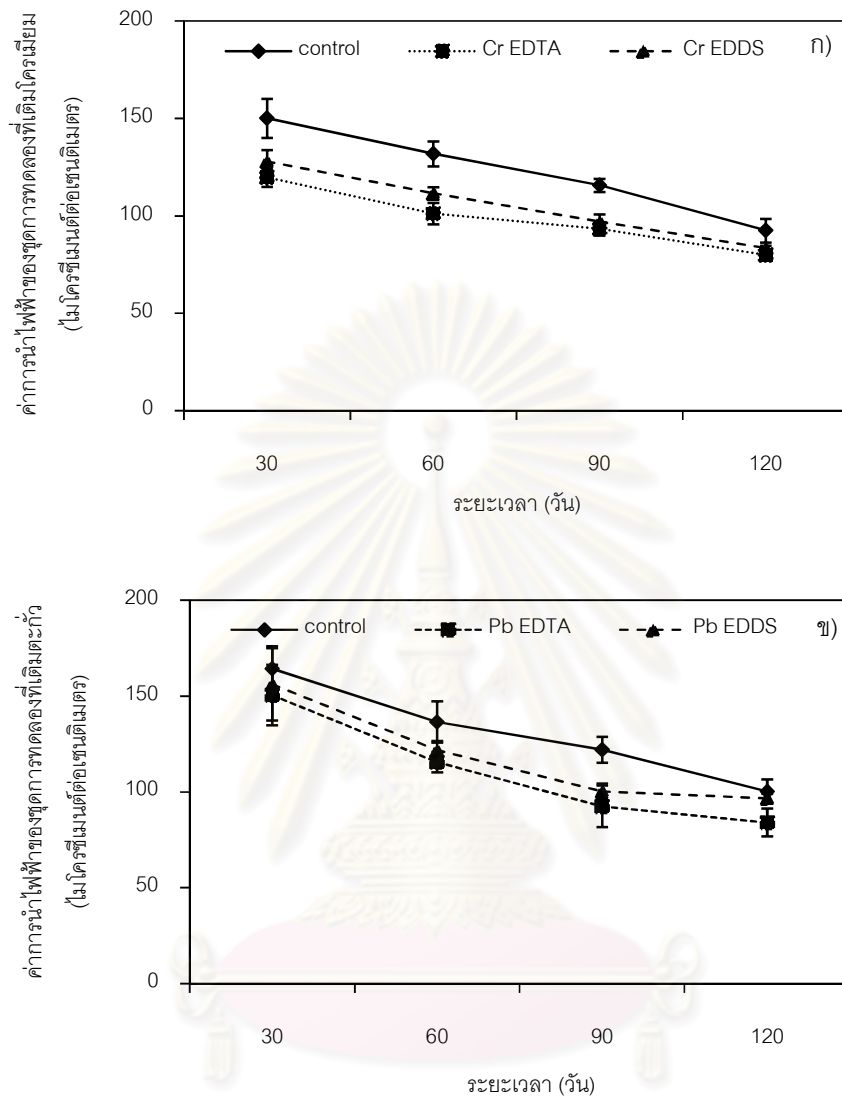 ค่าการนำไฟฟ้าของชุดการทดลองที่เติมโครเมียม
(ไมโครซีเมนต์ต่อเซนติเมตร)
200
150
100
50
0
control
Cr EDTA
Cr EDDS
ก)
30 60 90 120
ระยะเวลา (วัน)
ค่าการนำไฟฟ้าของชุดการทดลองที่เติมตะกั่ว
(ไมโครซีเมนต์ต่อเซนติเมตร)
200
150
100
50
0
control
Pb EDTA
Pb EDDS
ข)
30 60 90 120
ระยะเวลา (วัน)